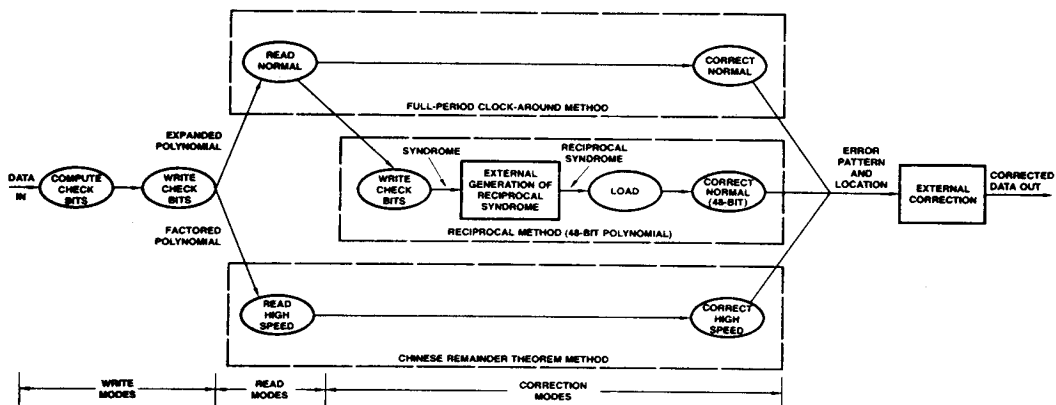 READ
NORMAL
CORRECT
NORMAL
FULL-PERIOD CLOCK-AROUND METHOD
EXPANDED
POLYNOMIAL
DATA
IN
COMPUTE
CHECK
BITS
WRITE
CHECK
BITS
FACTORED
POLYNOMIAL
SYNDROME
RECIPROCAL
SYNDROME
WRITE
CHECK
BITS
EXTERNAL
GENERATION OF
RECIPROCAL
SYNDROME
LOAD
CORRECT
NORMAL
(48-BIT)
RECIPROCAL METHOD (48-BIT POLYNOMIAL)
ERROR
PATTERN
AND
LOCATION
EXTERNAL
CORRECTION
CORRECTED
DATA OUT
READ
HIGH
SPEED
CORRECT
HIGH
SPEED
CHINESE REMAINDER THEOREM METHOD
WRITE
MODES
READ
MODES
CORRECTION
MODES